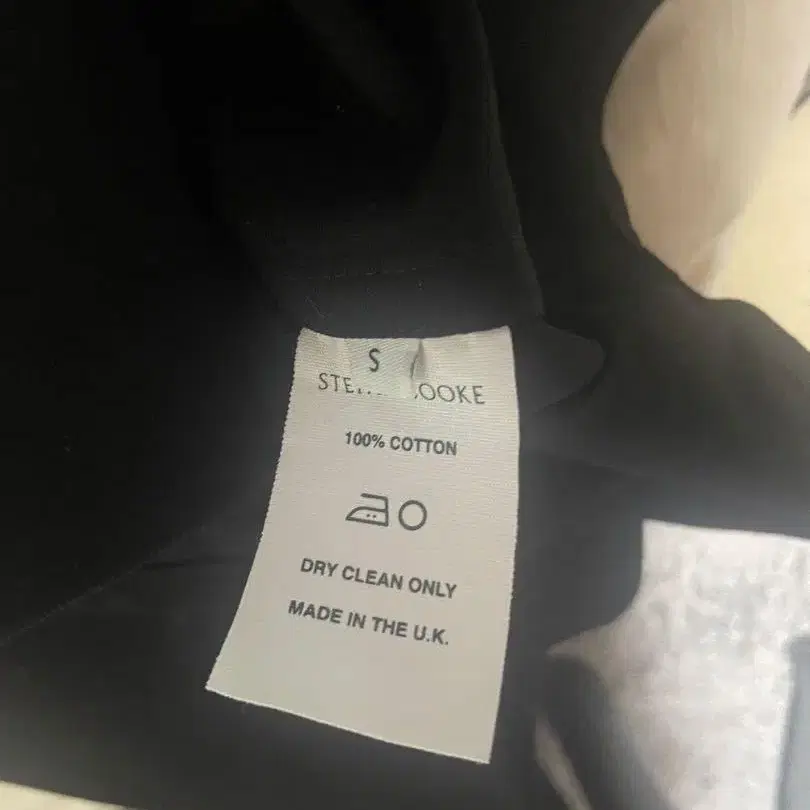 S
100% COTTON
DRY CLEAN ONLY
MADE IN THE U.K.